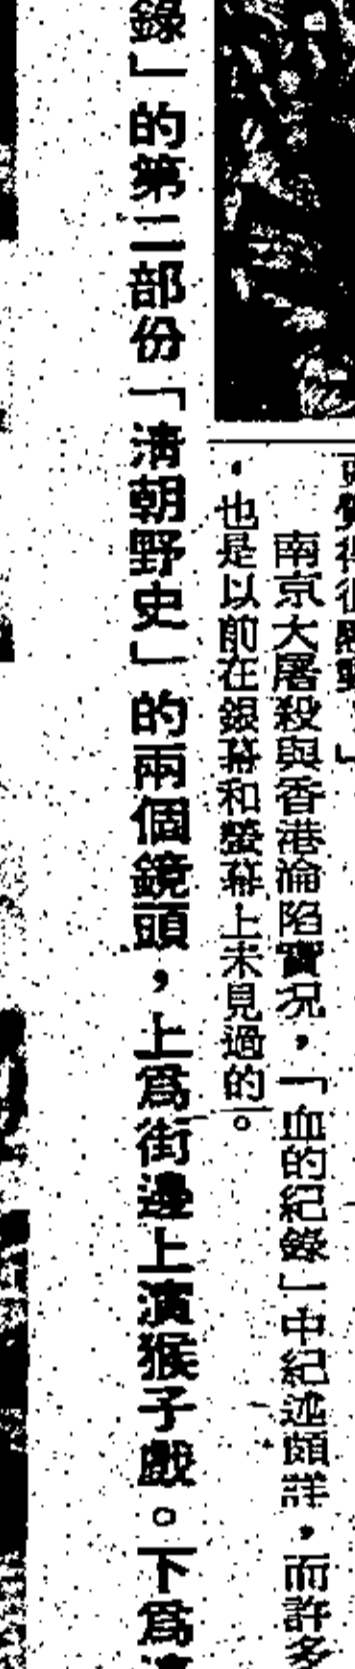 南京大屠殺與香港淪陷實況，「血的紀錄」中紀述頗詳，而許多
，也是以前在銀幕和螢幕上未見過的。
錄」的第二部份「清朝野史」的兩個鏡頭，上為街邊上演猴子戲。下為